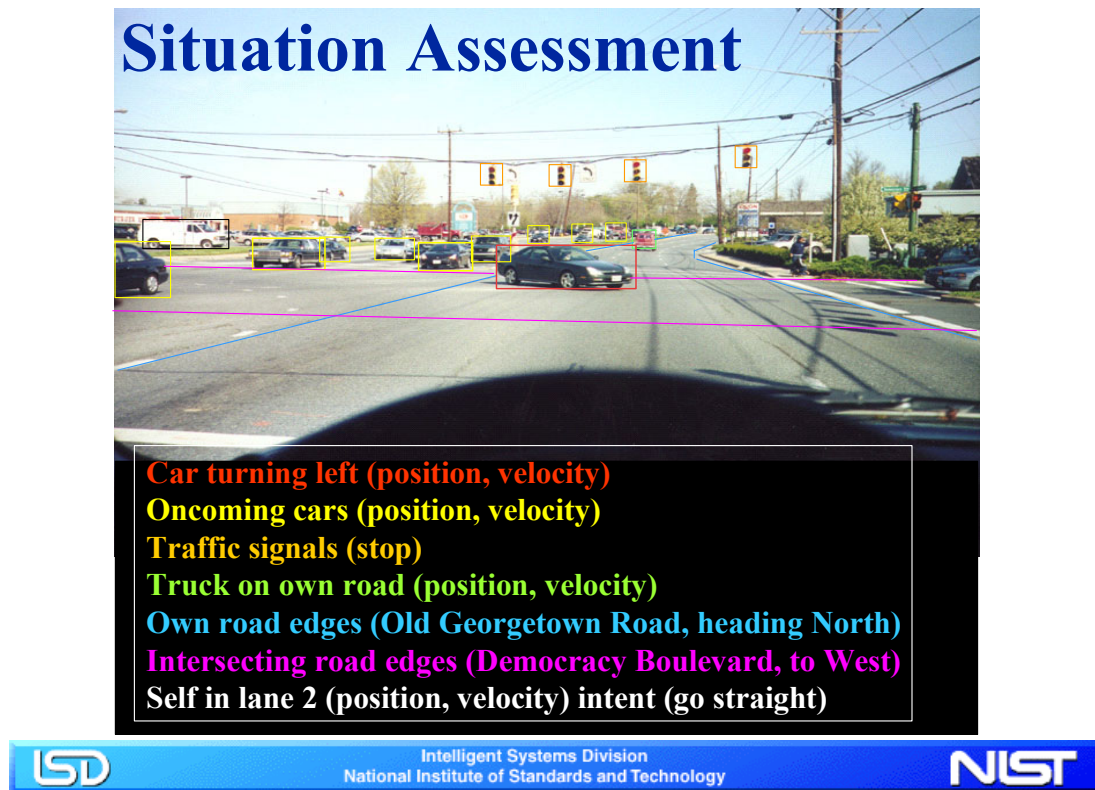 Situation Assessment
Car turning left (position, velocity)
Oncoming cars (position, velocity)
Traffic signals (stop)
Truck on own road (position, velocity)
Own road edges (Old Georgetown Road, heading North)
Intersecting road edges (Democracy Boulevard, to West)
Self in lane 2 (position, velocity) intent (go straight)
ISD
Intelligent Systems Division
National Institute of Standards and Technology
NIST